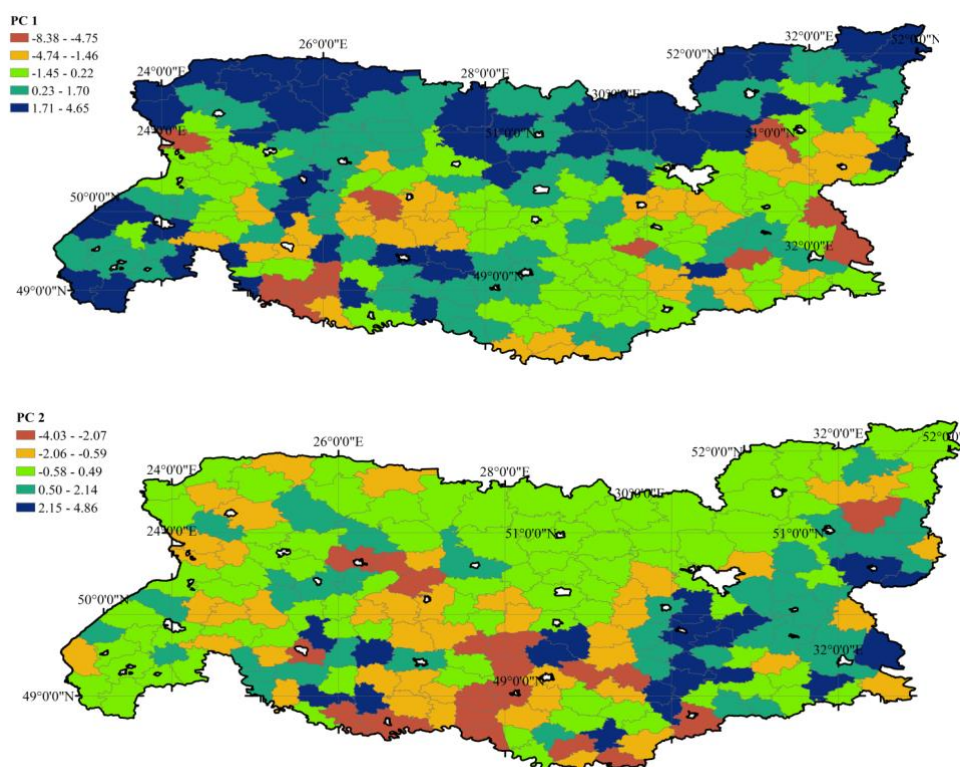 PC 1
-8.38 - -4.75
-4.74 - -1.46
-1.45 - 0.22
0.23 - 1.70
1.71 - 4.65
26°0'0"E
24°0'0"E
28°0'0"E
30°0'0"E
52°0'0"N
32°0'0"E
52°0'0"N
24°0'0"E
51°0'0"N
51°0'0"N
50°0'0"N
32°0'0"E
49°0'0"N
49°0'0"N
PC 2
-4.03 - -2.07
-2.06 - -0.59
-0.58 - 0.49
0.50 - 2.14
2.15 - 4.86
26°0'0"E
24°0'0"E
28°0'0"E
30°0'0"E
52°0'0"N
32°0'0"E
52°0'0"
24°0'0"E
51°0'0"N
51°0'0"N
50°0'0"N
32°0'0"E
49°0'0"N
49°0'0"N